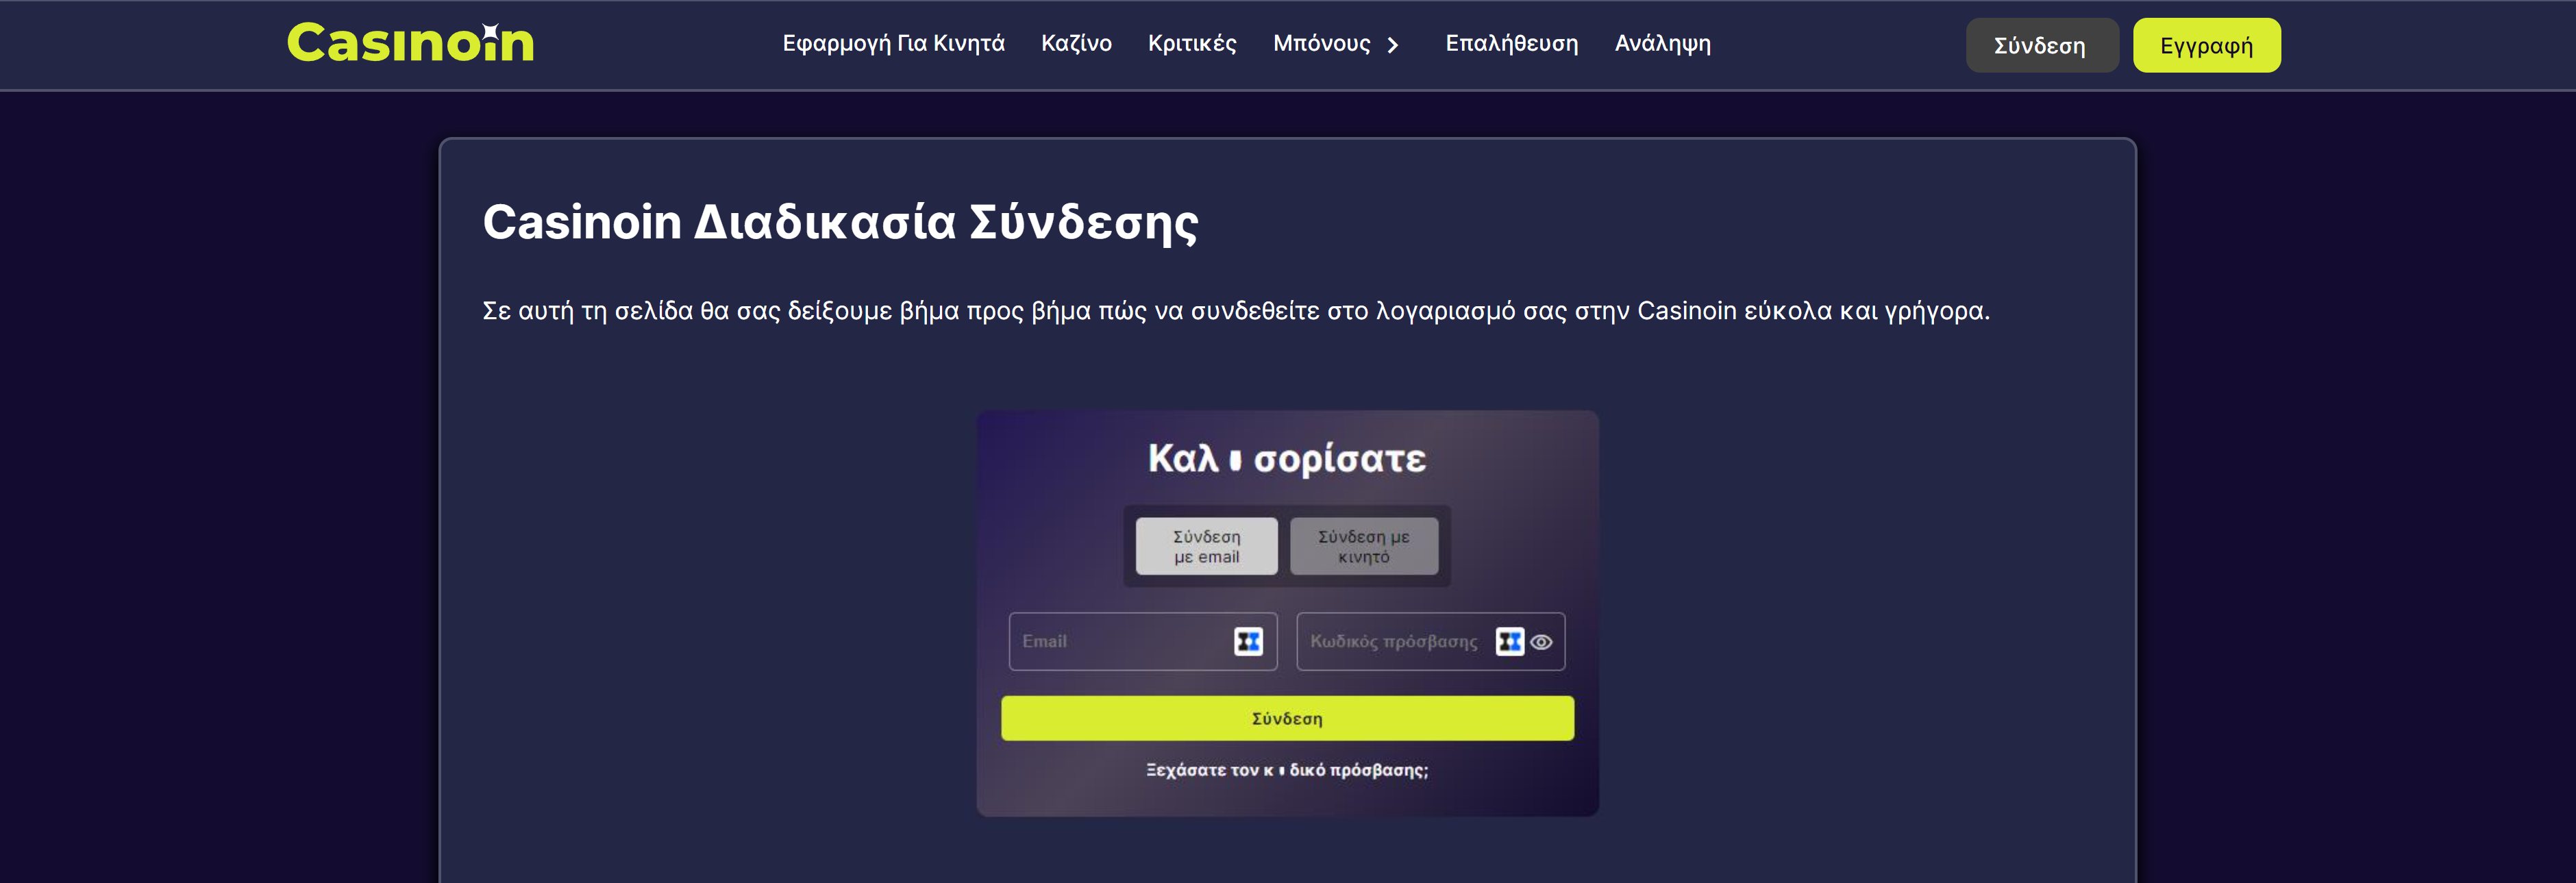 Casinoin
Εφαρμογή Για Κινητά Καζίνο Κριτικές Μπόνους Επαλήθευση Ανάληψη
Σύνδεση Εγγραφή
Casinoin Διαδικασία Σύνδεσης
Σε αυτή τη σελίδα θα σας δείξουμε βήμα προς βήμα πώς να συνδεθείτε στο λογαριασμό σας στην Casinoin εύκολα και γρήγορα.
Καλ σορίσατε
Σύνδεση
με email
Σύνδεση με
κινητό
Email
Κωδικός πρόσβασης
Σύνδεση
Ξεχάσατε τον κ δικό πρόσβασης;